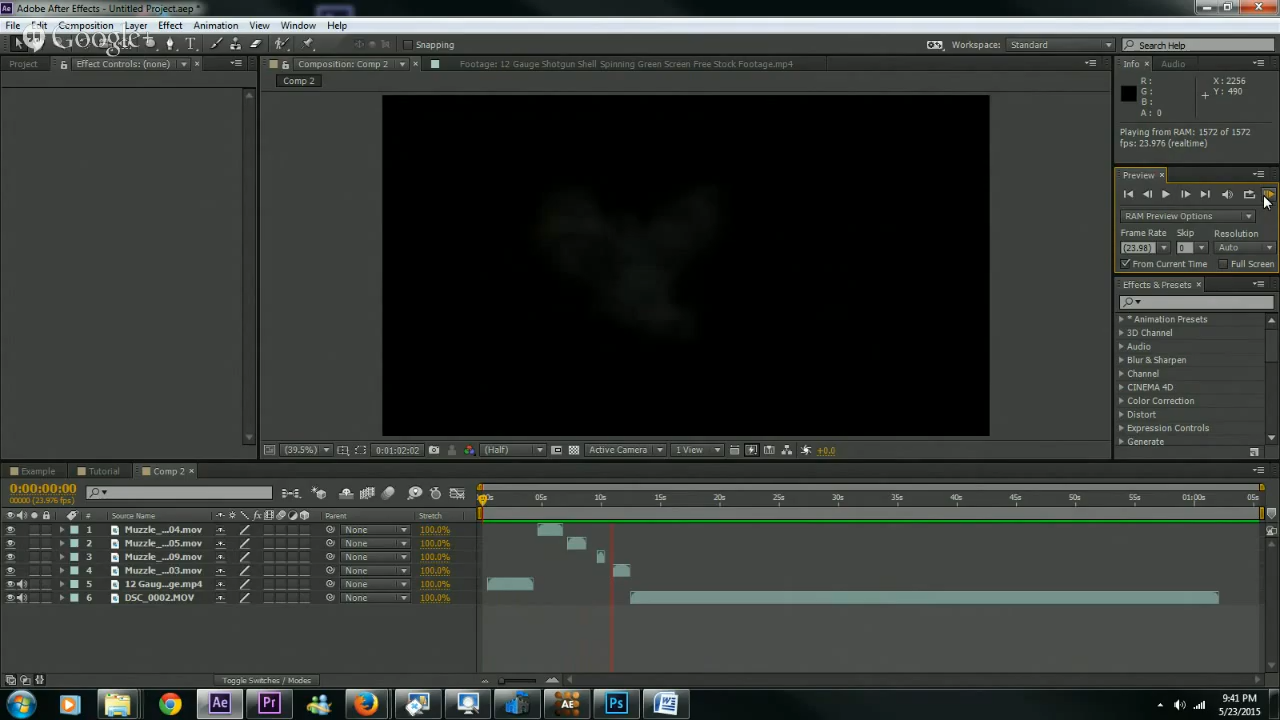 Adobe After Effects - Untitled Project.aep *
File Edit Composition Layer Effect Animation View Window Help
Google+
Snapping
Workspace: Standard
Search Help
Project
Effect Controls: (none)
Composition: Comp 2
Footage: 12 Gauge Shotgun Shell Spinning Green Screen Free Stock Footage.mp4
Comp 2
Info Audio
R: X: 2256
G: Y: 490
B:
A: 0
Playing from RAM: 1572 of 1572
fps: 23.976 (realtime)
Preview
RAM Preview Options
Frame Rate Skip Resolution
(23.98) 0 Auto
From Current Time Full Screen
Effects & Presets
* Animation Presets
3D Channel
Audio
Blur & Sharpen
Channel
CINEMA 4D
Color Correction
Distort
Expression Controls
Generate
(39.5%) 0:01:02:02 (Half) Active Camera 1 View +0.0
Example Tutorial Comp 2
0:00:00:00
00000 (23.976 fps)
05s 10s 15s 20s 25s 30s 35s 40s 45s 50s 55s 01:00s 05s
# Source Name Parent Stretch
1 Muzzle_...04.mov None 100.0%
2 Muzzle_...05.mov None 100.0%
3 Muzzle_...09.mov None 100.0%
4 Muzzle_...03.mov None 100.0%
5 12 Gaug...ge.mp4 None 100.0%
6 DSC_0002.MOV None 100.0%
Toggle Switches / Modes
Ae Pr AE Ps W
9:41 PM
5/23/2015